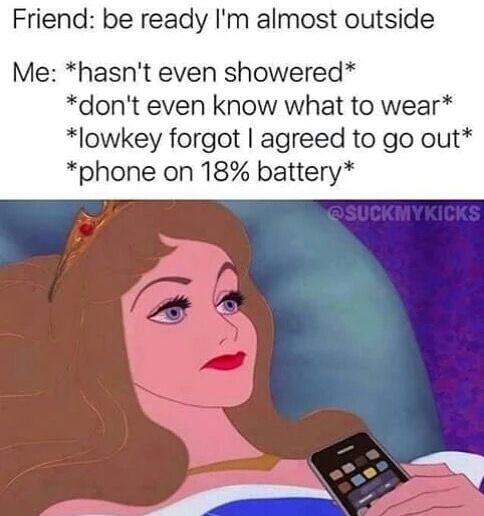 Friend: be ready I'm almost outside
Me: *hasn't even showered*
*don't even know what to wear*
*lowkey forgot I agreed to go out*
*phone on 18% battery*
@SUCKMYKICKS